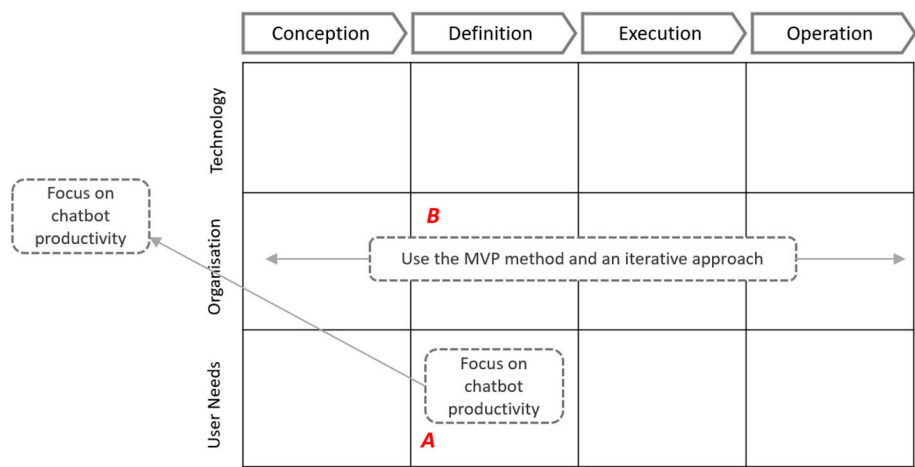 Conception
Definition
Execution
Operation
Technology
Focus on
chatbot
productivity
Organisation
B
Use the MVP method and an iterative approach
User Needs
Focus on
chatbot
productivity
A